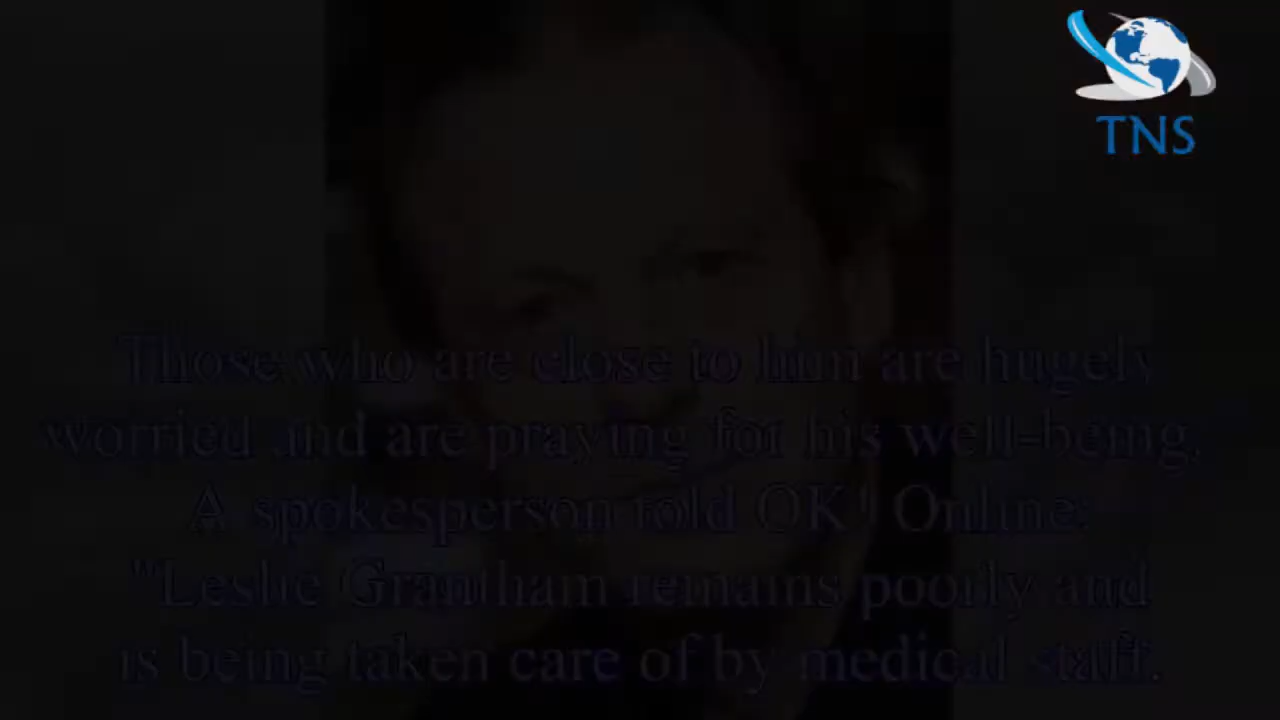 TNS
Those who are close to him are hugely
worried and are praying for his well-being.
A spokesperson told OK! Online:
"Leslie Grantham remains poorly and
is being taken care of by medical staff.